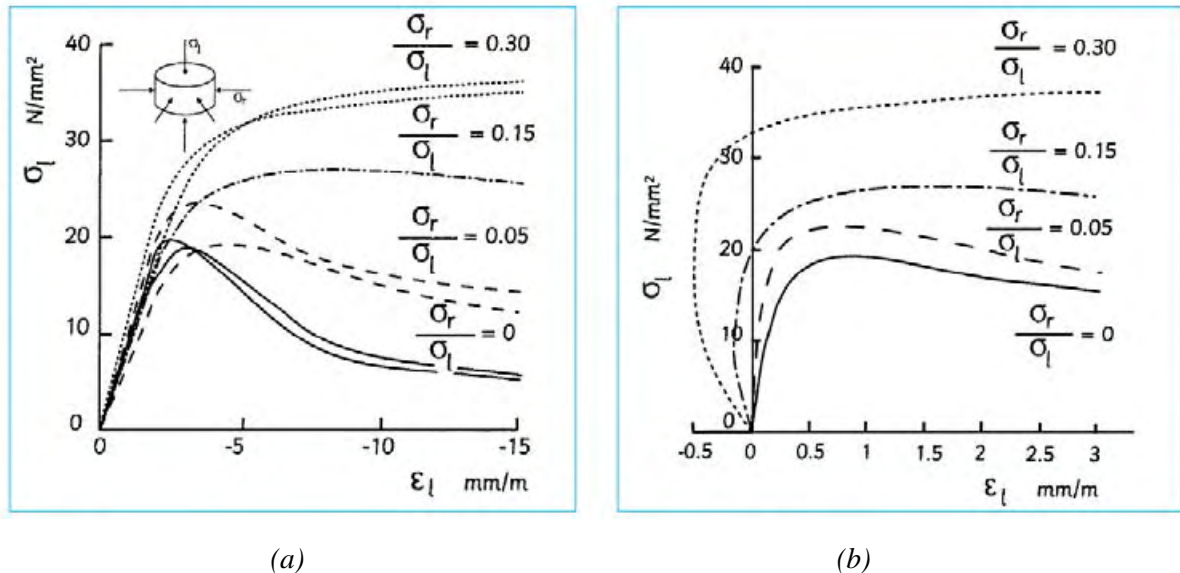 40
30
20
10
0
σl N/mm²
σl
σr
σr/σl = 0.30
σr/σl = 0.15
σr/σl = 0.05
σr/σl = 0
0 -5 -10 -15
εl mm/m
(a)
40
30
20
10
0
σl N/mm²
σr/σl = 0.30
σr/σl = 0.15
σr/σl = 0.05
σr/σl = 0
-0.5 0 0.5 1 1.5 2 2.5 3
εl mm/m
(b)